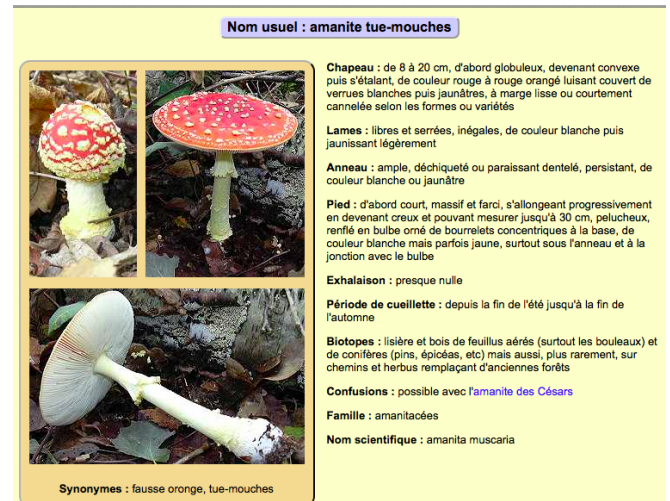 Nom usuel : amanite tue-mouches
Chapeau : de 8 à 20 cm, d'abord globuleux, devenant convexe
puis s'étalant, de couleur rouge à rouge orangé luisant couvert de
verrues blanches puis jaunâtres, à marge lisse ou courtement
cannelée selon les formes ou variétés
Lames : libres et serrées, inégales, de couleur blanche puis
jaunissant légèrement
Anneau : ample, déchiqueté ou paraissant dentelé, persistant, de
couleur blanche ou jaunâtre
Pied : d'abord court, massif et farci, s'allongeant progressivement
en devenant creux et pouvant mesurer jusqu'à 30 cm, pelucheux,
renflé en bulbe orné de bourrelets concentriques à la base, de
couleur blanche mais parfois jaune, surtout sous l'anneau et à la
jonction avec le bulbe
Exhalaison : presque nulle
Période de cueillette : depuis la fin de l'été jusqu'à la fin de
l'automne
Biotopes : lisière et bois de feuillus aérés (surtout les bouleaux) et
de conifères (pins, épicéas, etc) mais aussi, plus rarement, sur
chemins et herbus remplaçant d'anciennes forêts
Confusions : possible avec l'amanite des Césars
Famille : amanitacées
Nom scientifique : amanita muscaria
Synonymes : fausse oronge, tue-mouches